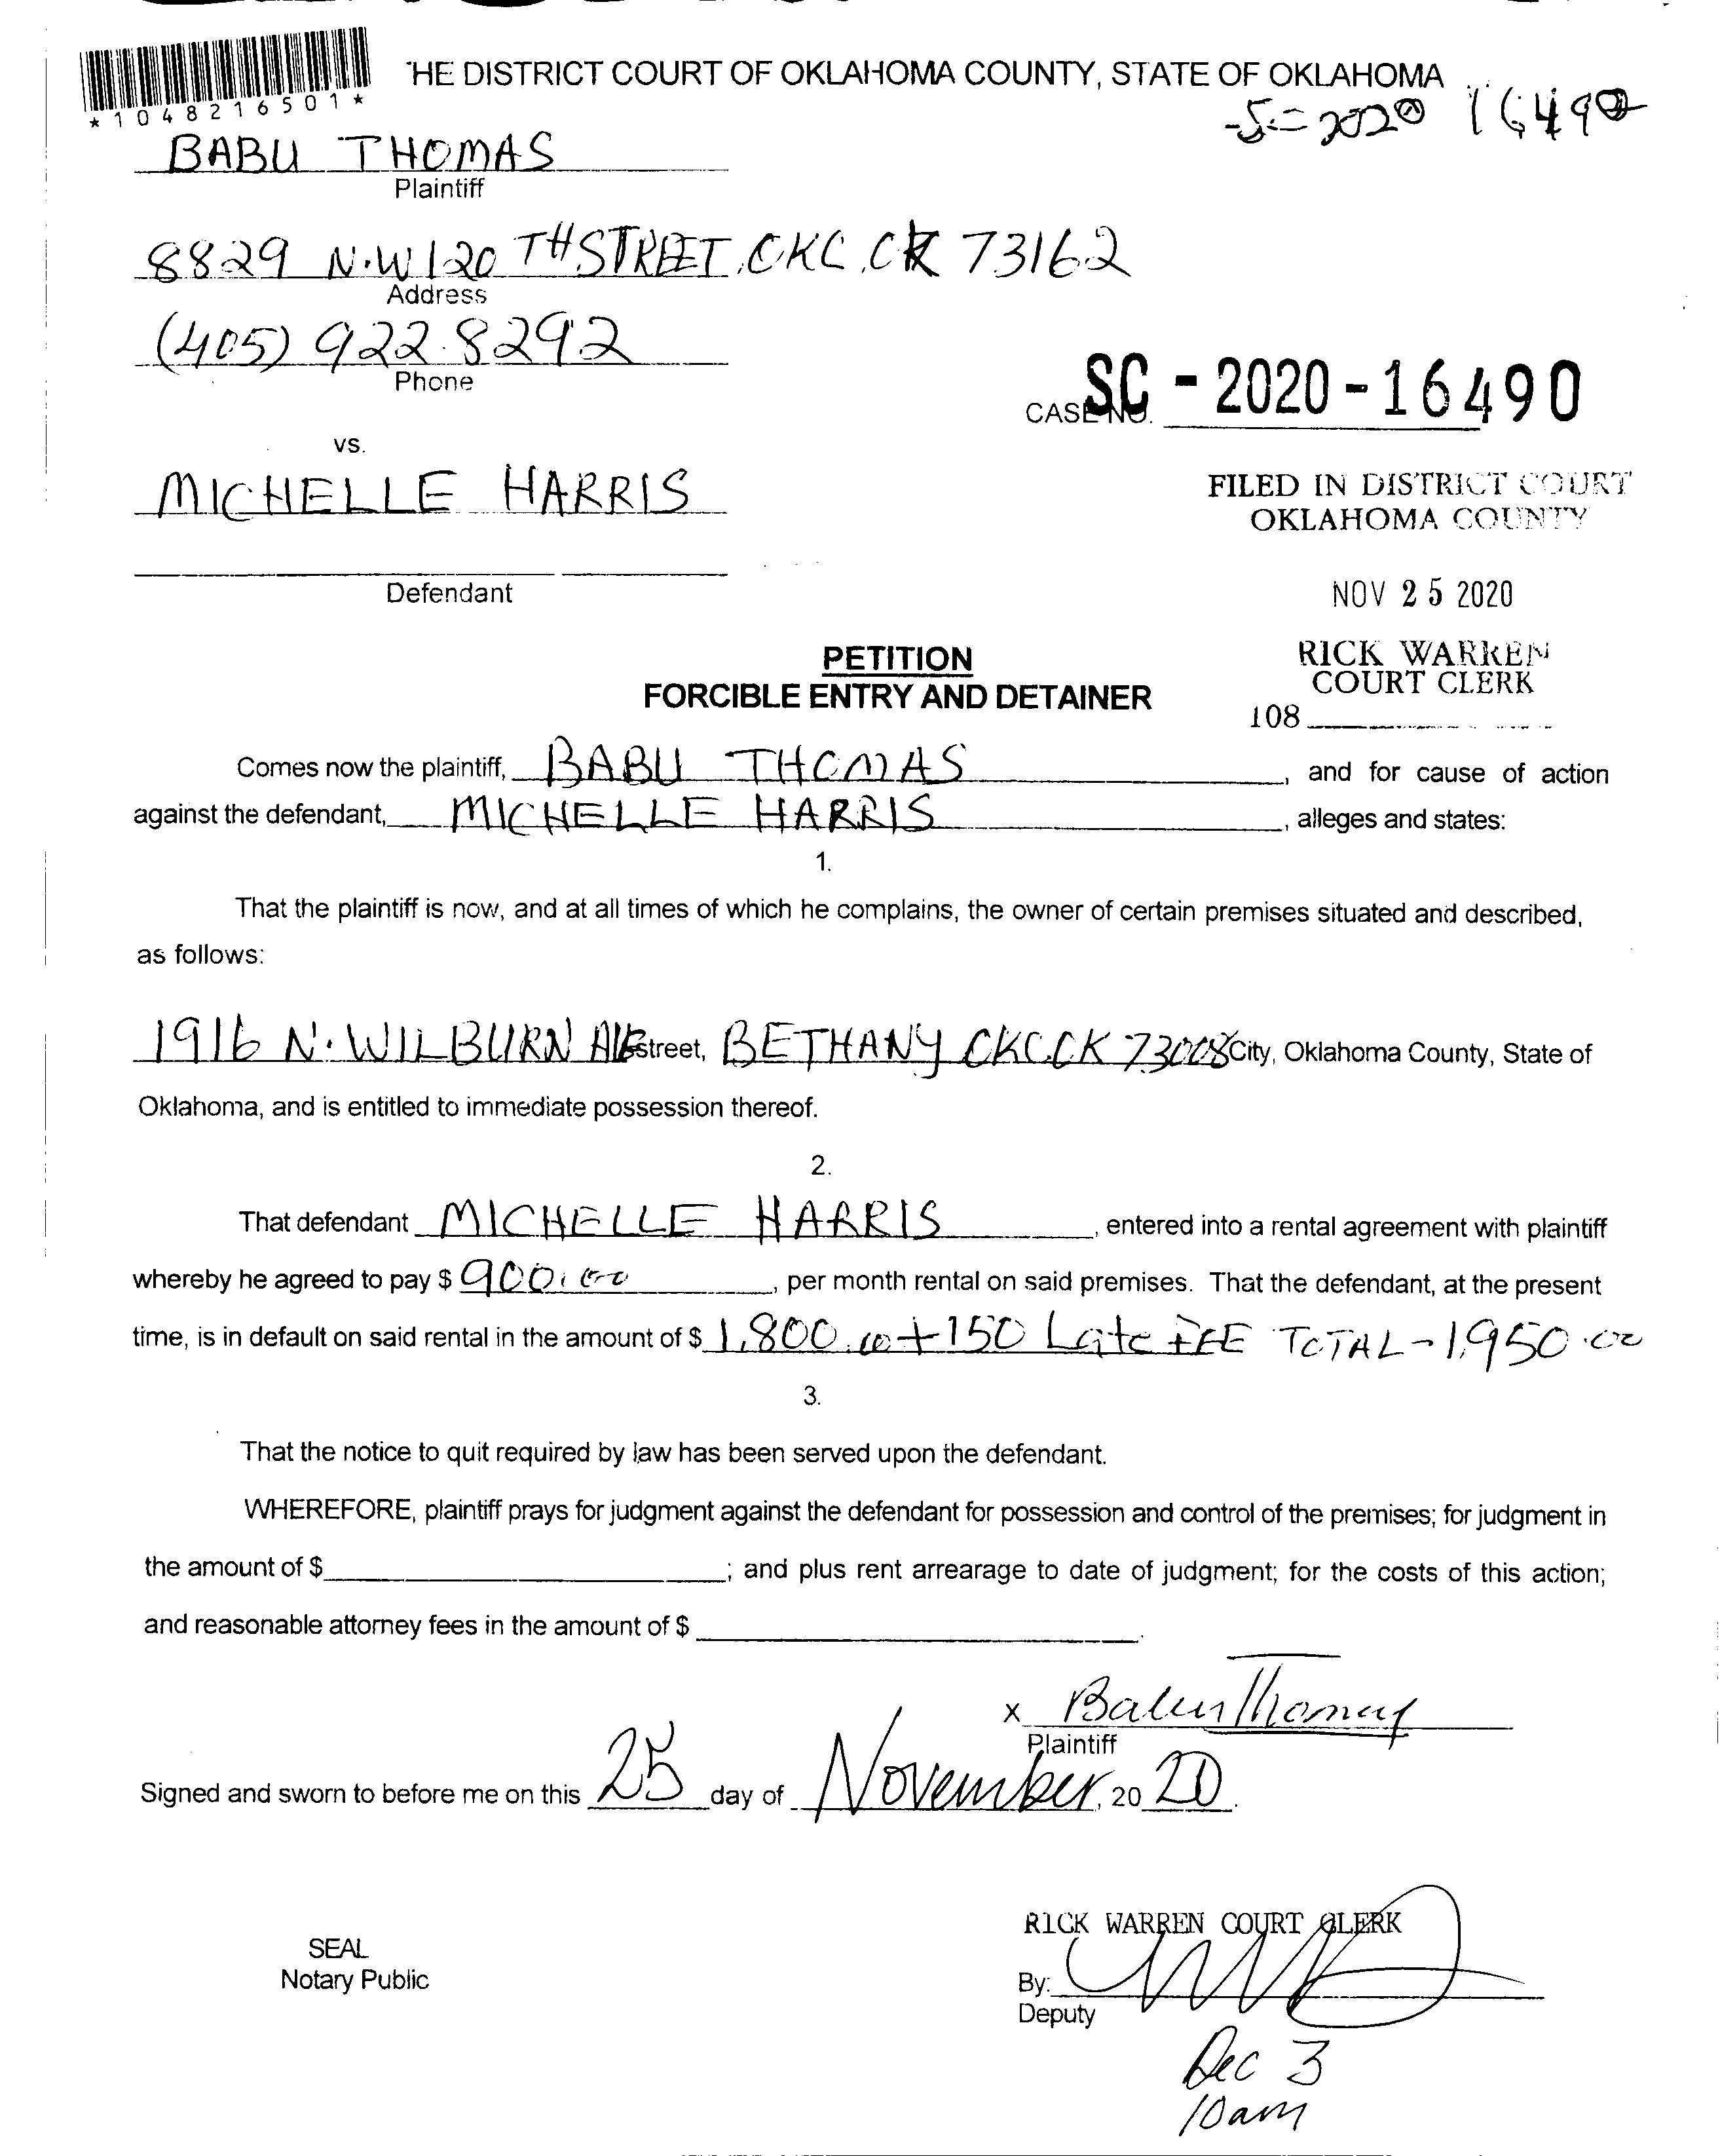 *1048216501*
'HE DISTRICT COURT OF OKLAHOMA COUNTY, STATE OF OKLAHOMA
2020 16490
BABU THOMAS
Plaintiff
8829 N.W 120 TH STREET, OKC, OK 73162
Address
(405) 922.8292
Phone
CASE NO. SC - 2020 - 16490
vs.
MICHELLE HARRIS
FILED IN DISTRICT COURT
OKLAHOMA COUNTY
Defendant
NOV 25 2020
PETITION
FORCIBLE ENTRY AND DETAINER
RICK WARREN
COURT CLERK
108
Comes now the plaintiff, BABU THOMAS, and for cause of action
against the defendant, MICHELLE HARRIS, alleges and states:
1.
That the plaintiff is now, and at all times of which he complains, the owner of certain premises situated and described,
as follows:
1916 N. WILBURN AVE street, BETHANY OKC.OK 73008 City, Oklahoma County, State of
Oklahoma, and is entitled to immediate possession thereof.
2.
That defendant MICHELLE HARRIS, entered into a rental agreement with plaintiff
whereby he agreed to pay $ 900.00, per month rental on said premises. That the defendant, at the present
time, is in default on said rental in the amount of $ 1,800.00 + 150 Late FEE TOTAL - 1,950.00
3.
That the notice to quit required by law has been served upon the defendant.
WHEREFORE, plaintiff prays for judgment against the defendant for possession and control of the premises; for judgment in
the amount of $ ; and plus rent arrearage to date of judgment; for the costs of this action;
and reasonable attorney fees in the amount of $ .
x Babu Thomas
Plaintiff
Signed and sworn to before me on this 25 day of November, 20 20.
RICK WARREN COURT CLERK
SEAL
Notary Public
By:
Deputy
Dec 3
10am